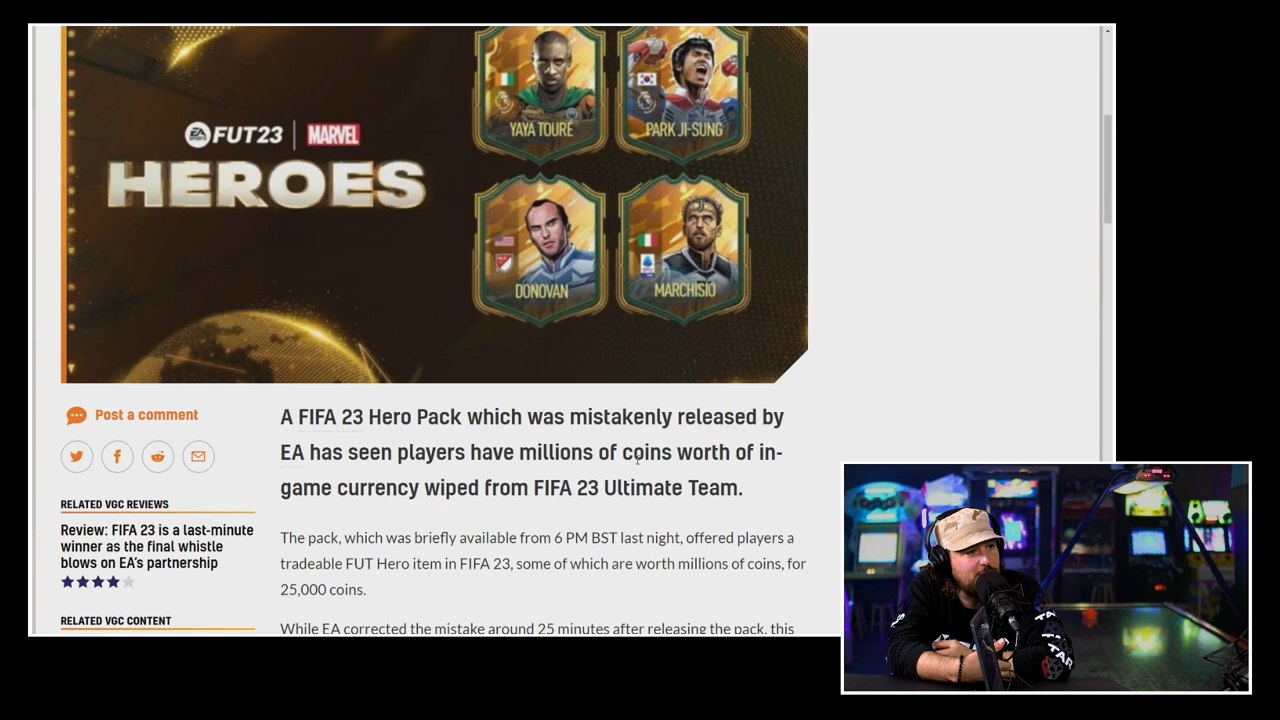 YAYA TOURÉ
PARK JI-SUNG
EA SPORTS FUT23 | MARVEL
HEROES
DONOVAN
MARCHISIO
Post a comment
A FIFA 23 Hero Pack which was mistakenly released by
EA has seen players have millions of coins worth of in-
game currency wiped from FIFA 23 Ultimate Team.
RELATED VGC REVIEWS
Review: FIFA 23 is a last-minute
winner as the final whistle
blows on EA's partnership
The pack, which was briefly available from 6 PM BST last night, offered players a
tradeable FUT Hero item in FIFA 23, some of which are worth millions of coins, for
25,000 coins.
RELATED VGC CONTENT
While EA corrected the mistake around 25 minutes after releasing the pack, this